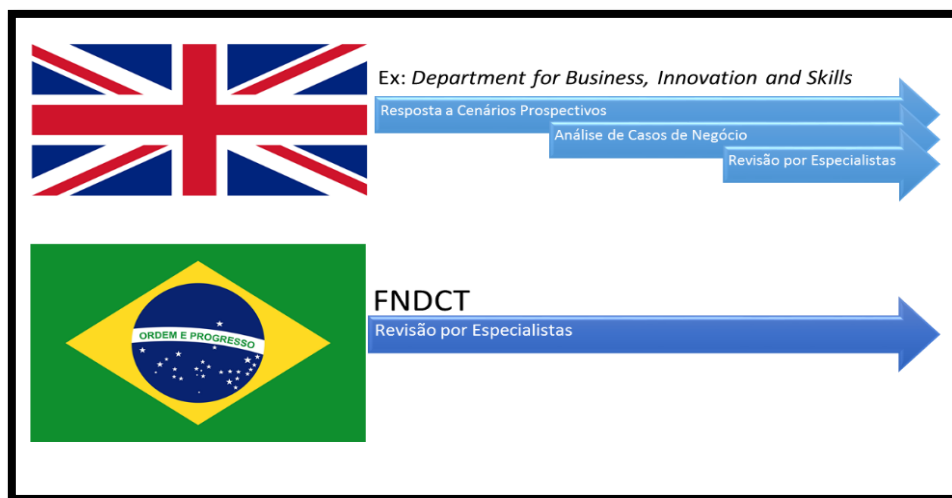 Ex: Department for Business, Innovation and Skills
Resposta a Cenários Prospectivos
Análise de Casos de Negócio
Revisão por Especialistas
ORDEM E PROGRESSO
FNDCT
Revisão por Especialistas